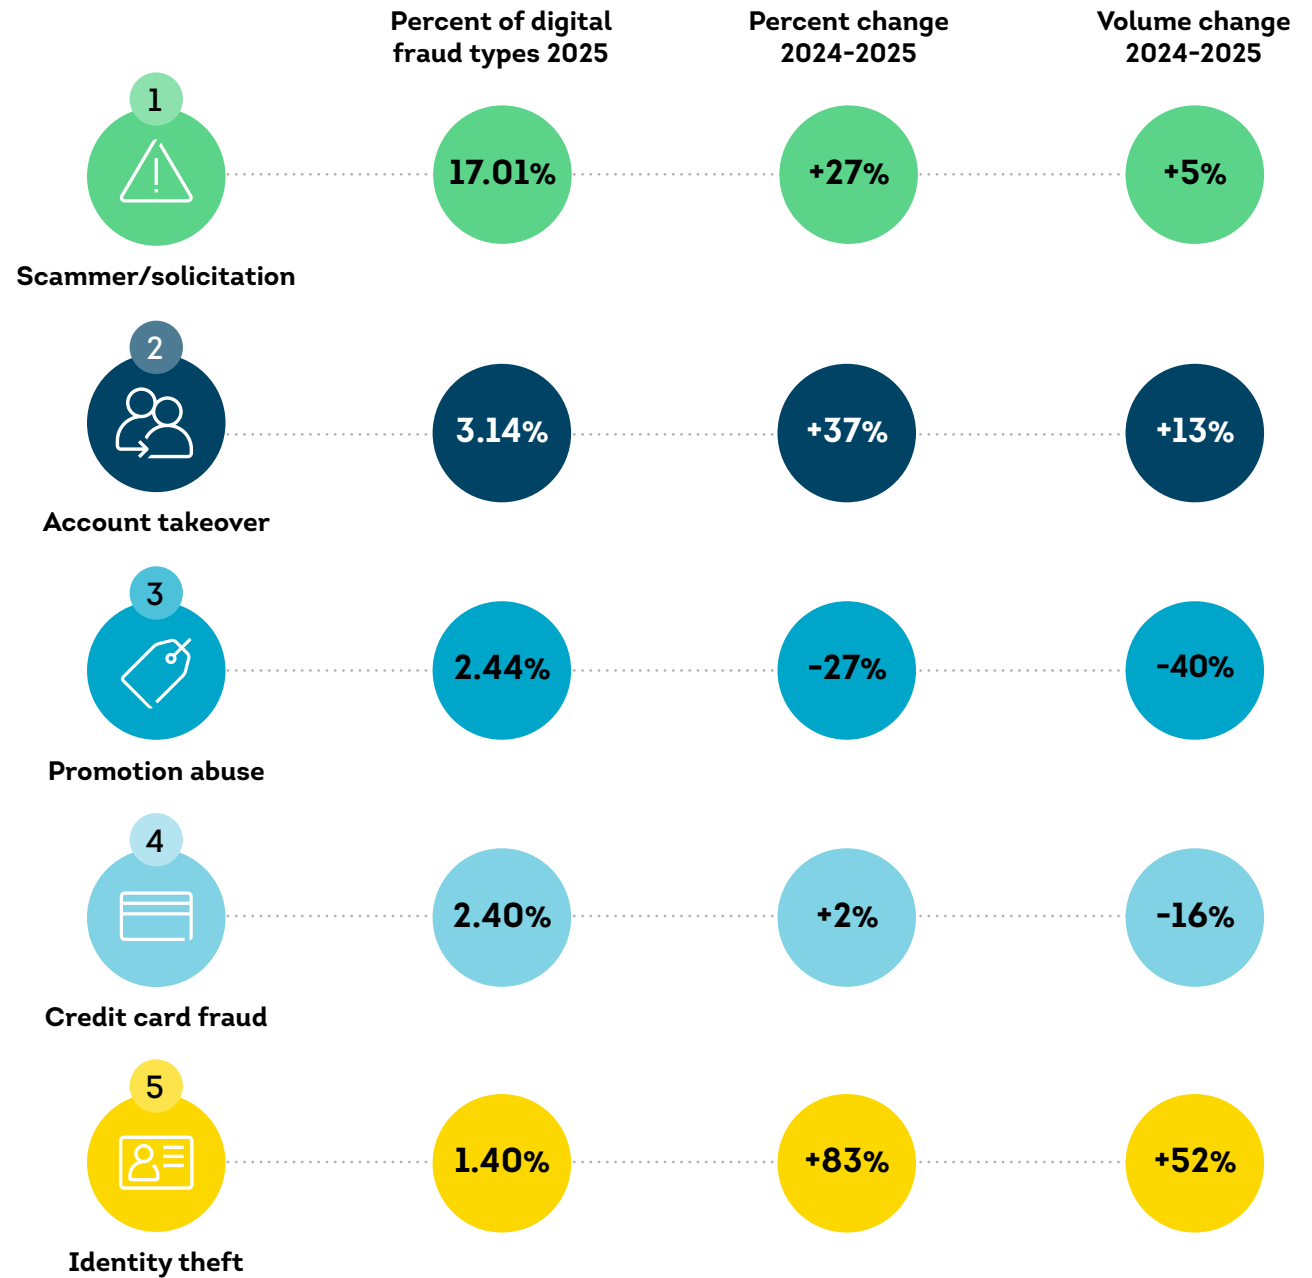 Percent of digital
fraud types 2025
Percent change
2024-2025
Volume change
2024-2025
1
17.01%
+27%
+5%
Scammer/solicitation
2
3.14%
+37%
+13%
Account takeover
3
2.44%
-27%
-40%
Promotion abuse
4
2.40%
+2%
-16%
Credit card fraud
5
1.40%
+83%
+52%
Identity theft